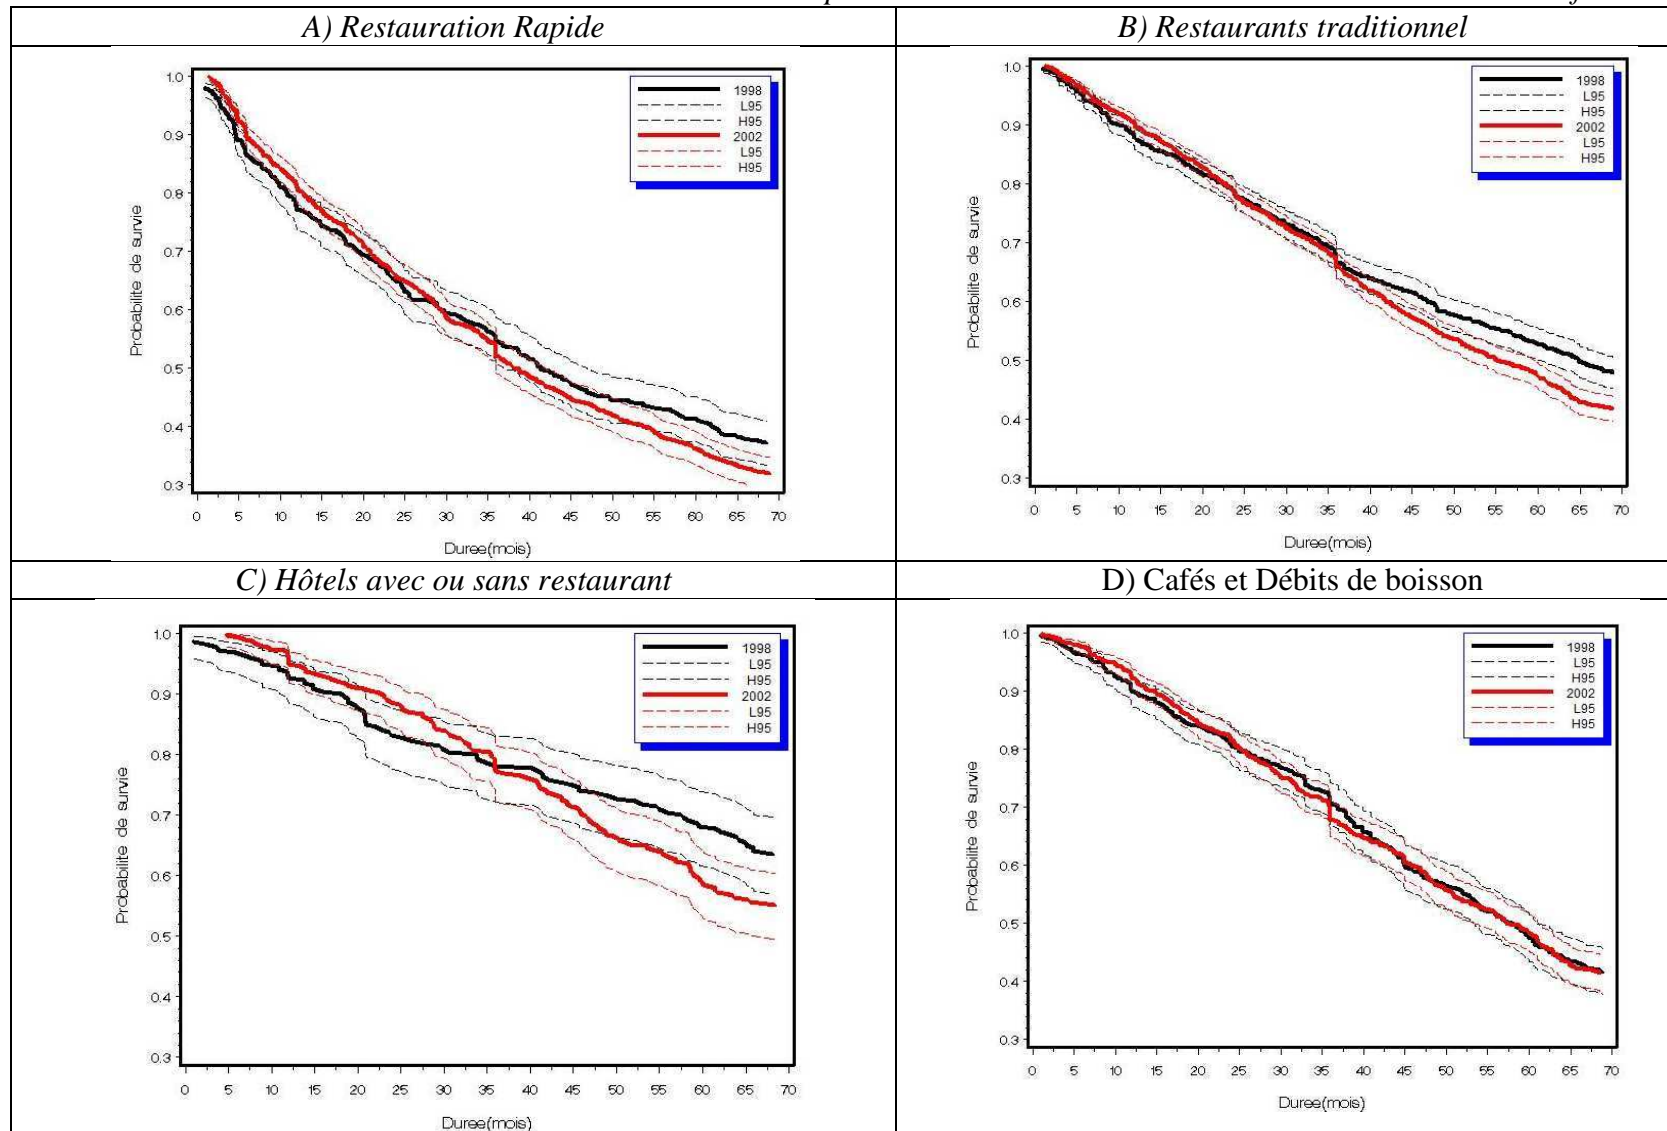 A) Restauration Rapide
B) Restaurants traditionnel
1.0
0.9
0.8
0.7
0.6
0.5
0.4
0.3
Probabilite de survie
1998
L95
H95
2002
L95
H95
0 5 10 15 20 25 30 35 40 45 50 55 60 65 70
Duree(mois)
1.0
0.9
0.8
0.7
0.6
0.5
0.4
0.3
Probabilite de survie
1998
L95
H95
2002
L95
H95
0 5 10 15 20 25 30 35 40 45 50 55 60 65 70
Duree(mois)
C) Hôtels avec ou sans restaurant
D) Cafés et Débits de boisson
1.0
0.9
0.8
0.7
0.6
0.5
0.4
0.3
Probabilite de survie
1998
L95
H95
2002
L95
H95
0 5 10 15 20 25 30 35 40 45 50 55 60 65 70
Duree(mois)
1.0
0.9
0.8
0.7
0.6
0.5
0.4
0.3
Probabilite de survie
1998
L95
H95
2002
L95
H95
0 5 10 15 20 25 30 35 40 45 50 55 60 65 70
Duree(mois)